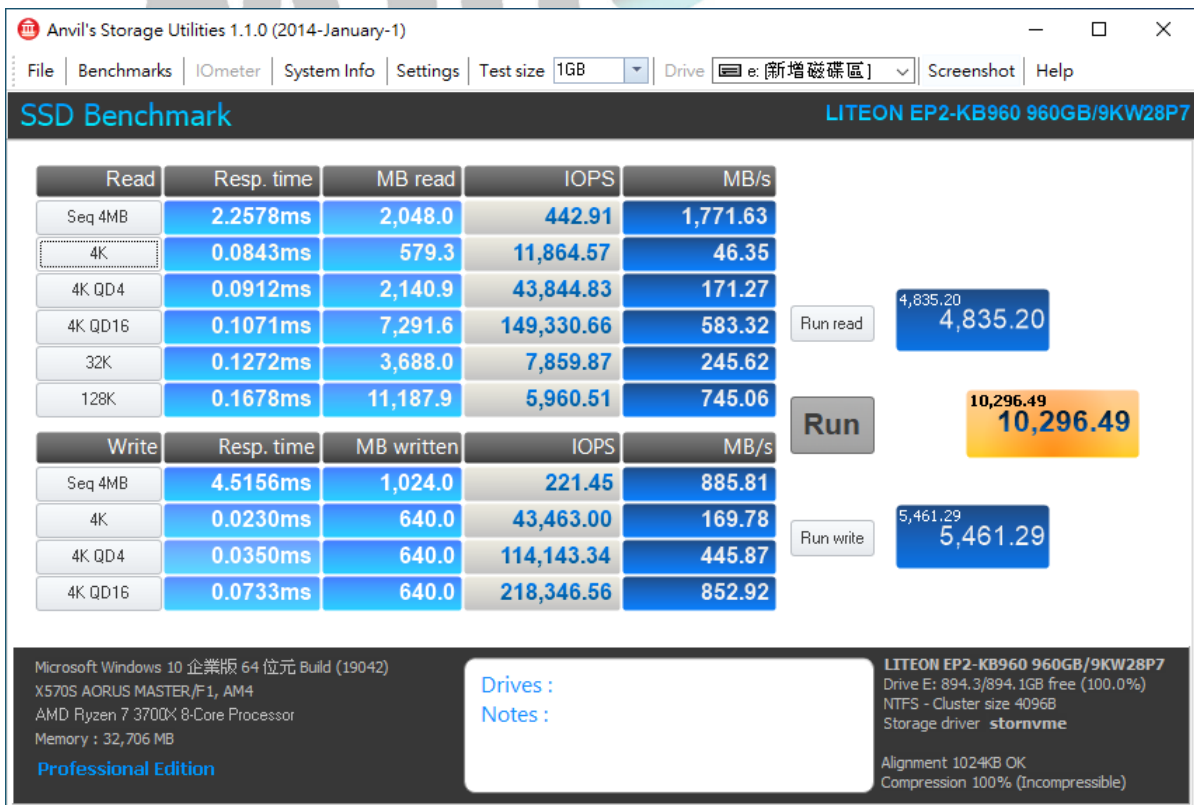 Anvil's Storage Utilities 1.1.0 (2014-January-1)
File Benchmarks IOmeter System Info Settings Test size 1GB Drive e: [新增磁碟區] Screenshot Help
SSD Benchmark LITEON EP2-KB960 960GB/9KW28P7
Read Resp. time MB read IOPS MB/s
Seq 4MB 2.2578ms 2,048.0 442.91 1,771.63
4K 0.0843ms 579.3 11,864.57 46.35
4K QD4 0.0912ms 2,140.9 43,844.83 171.27
4K QD16 0.1071ms 7,291.6 149,330.66 583.32
32K 0.1272ms 3,688.0 7,859.87 245.62
128K 0.1678ms 11,187.9 5,960.51 745.06
Run read
4,835.20
4,835.20
Run
10,296.49
10,296.49
Write Resp. time MB written IOPS MB/s
Seq 4MB 4.5156ms 1,024.0 221.45 885.81
4K 0.0230ms 640.0 43,463.00 169.78
4K QD4 0.0350ms 640.0 114,143.34 445.87
4K QD16 0.0733ms 640.0 218,346.56 852.92
Run write
5,461.29
5,461.29
Microsoft Windows 10 企業版 64 位元 Build (19042)
X570S AORUS MASTER/F1, AM4
AMD Ryzen 7 3700X 8-Core Processor
Memory : 32,706 MB
Professional Edition
Drives :
Notes :
LITEON EP2-KB960 960GB/9KW28P7
Drive E: 894.3/894.1GB free (100.0%)
NTFS - Cluster size 4096B
Storage driver stornvme
Alignment 1024KB OK
Compression 100% (Incompressible)